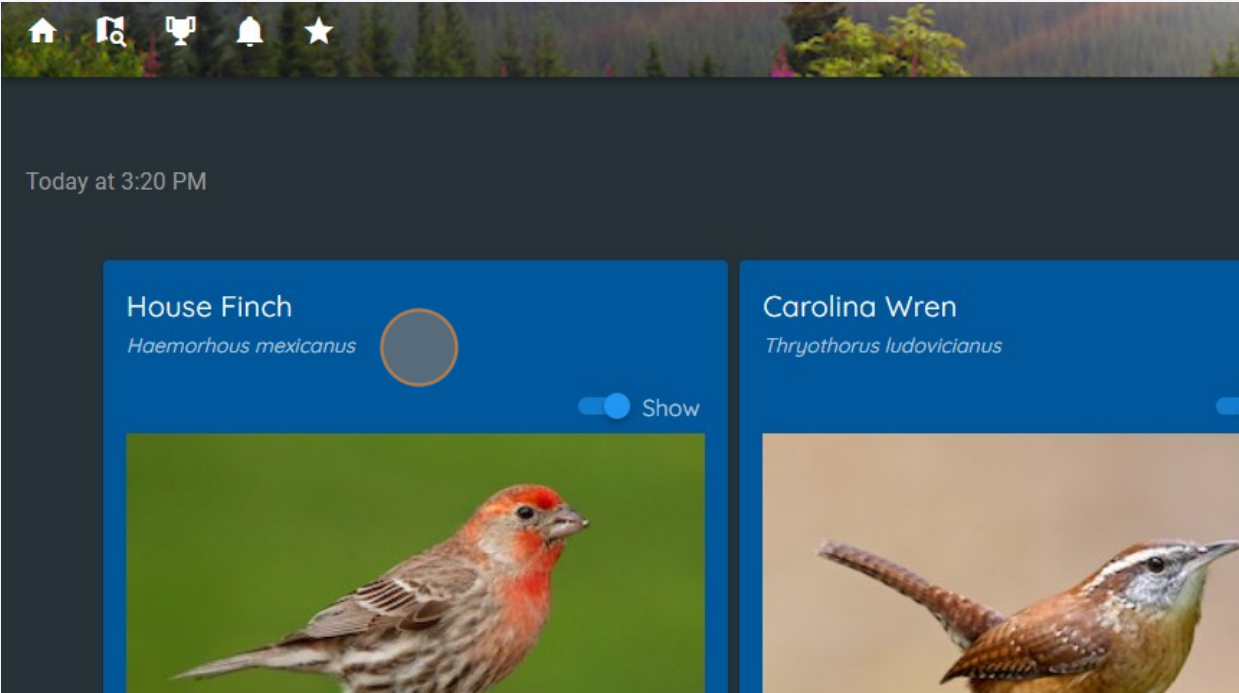 Today at 3:20 PM
House Finch
Haemorhous mexicanus
Show
Carolina Wren
Thryothorus ludovicianus